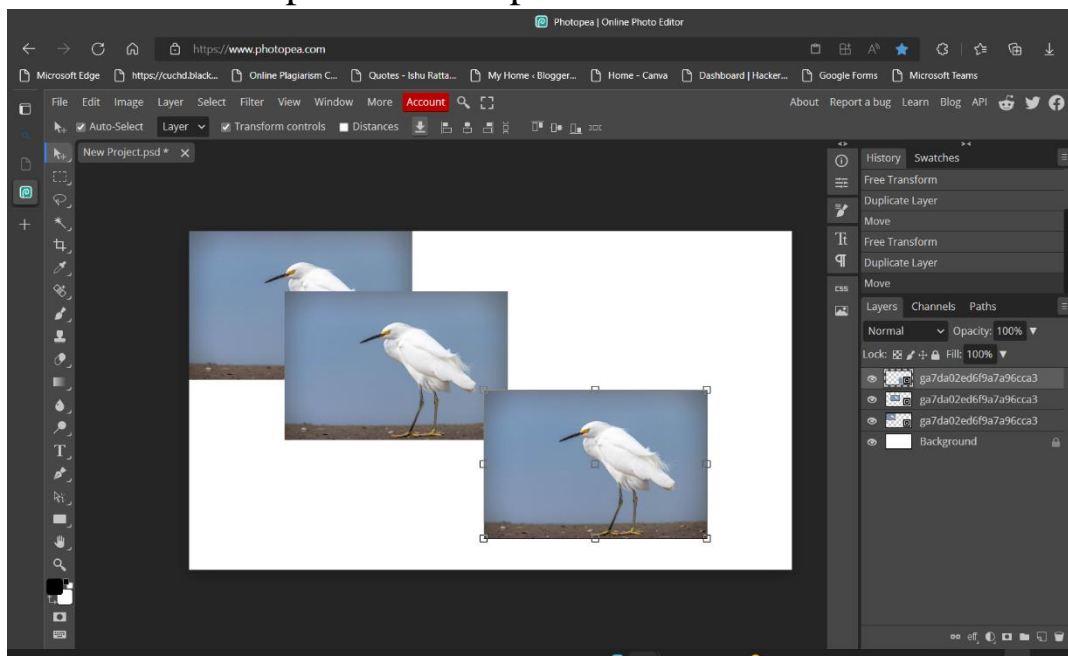 Photopea | Online Photo Editor
https://www.photopea.com
Microsoft Edge https://cuchd.black... Online Plagiarism C... Quotes - Ishu Ratta... My Home ‹ Blogger... Home - Canva Dashboard | Hacker... Google Forms Microsoft Teams
File Edit Image Layer Select Filter View Window More Account About Report a bug Learn Blog API
Auto-Select Layer Transform controls Distances
New Project.psd *
History Swatches
Free Transform
Duplicate Layer
Move
Free Transform
Duplicate Layer
CSS Move
Layers Channels Paths
Normal Opacity: 100%
Lock: Fill: 100%
ga7da02ed6f9a7a96cca3
ga7da02ed6f9a7a96cca3
ga7da02ed6f9a7a96cca3
Background
eff